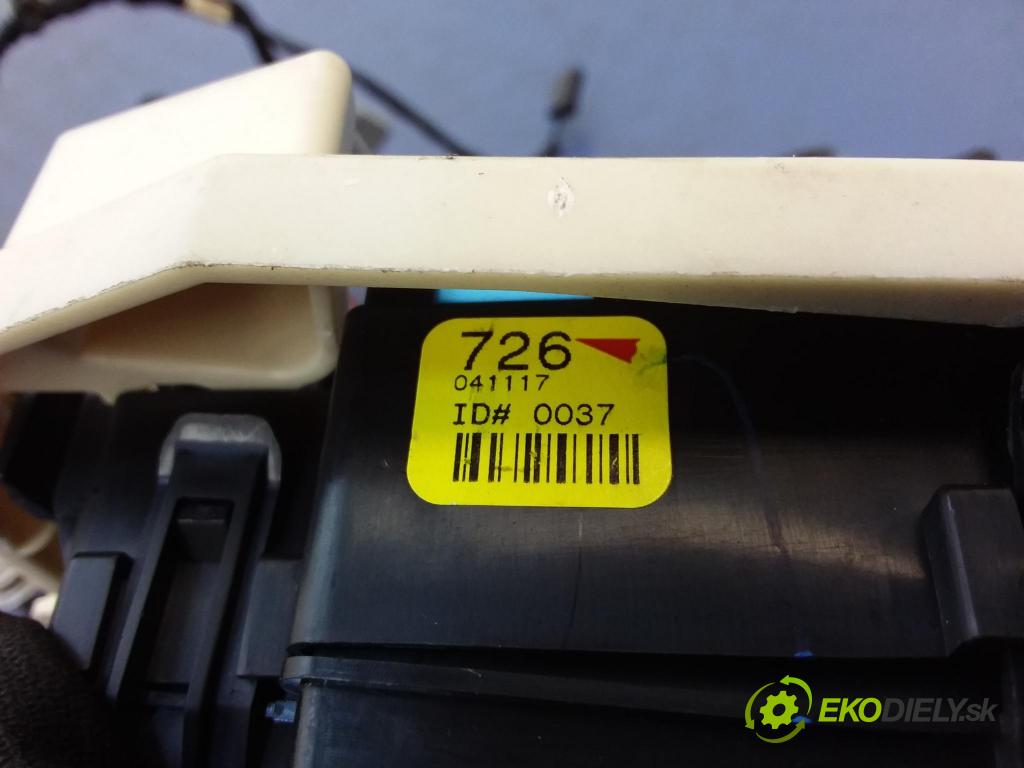 726
041117
ID# 0037
EKODIELY.sk